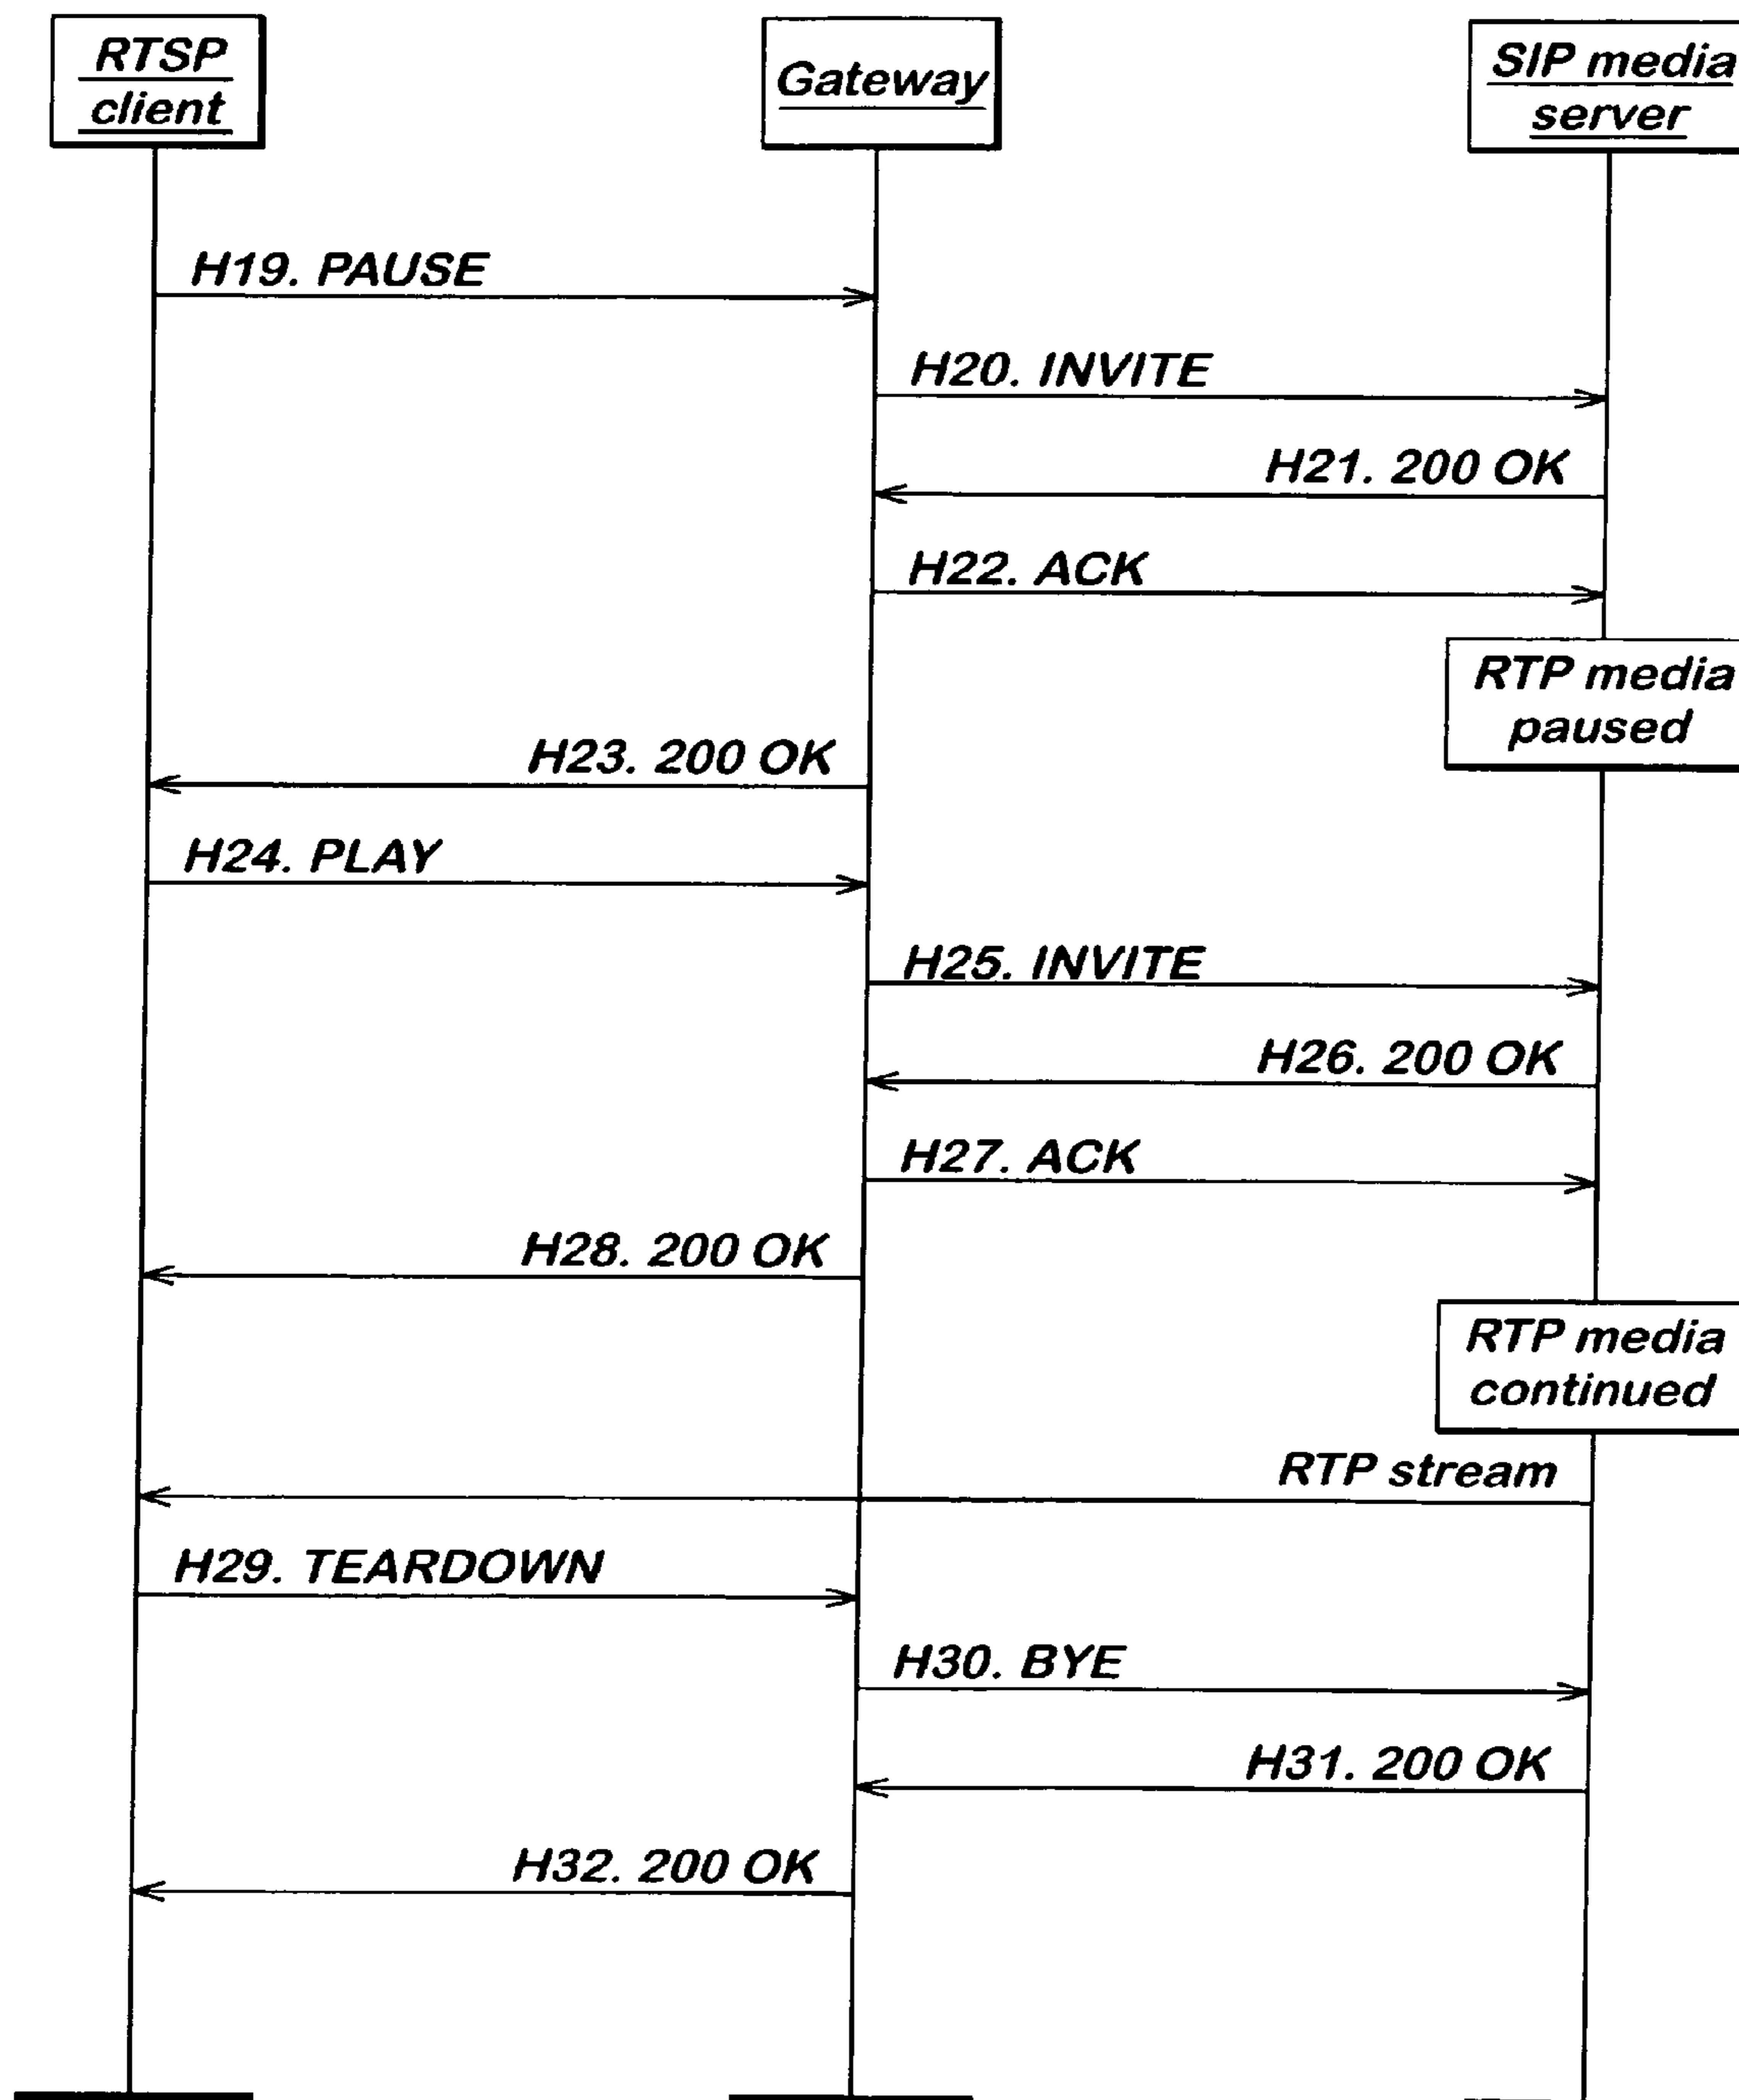 RTSP
client
Gateway
SIP media
server
H19. PAUSE
H20. INVITE
H21. 200 OK
H22. ACK
RTP media
paused
H23. 200 OK
H24. PLAY
H25. INVITE
H26. 200 OK
H27. ACK
H28. 200 OK
RTP media
continued
RTP stream
H29. TEARDOWN
H30. BYE
H31. 200 OK
H32. 200 OK